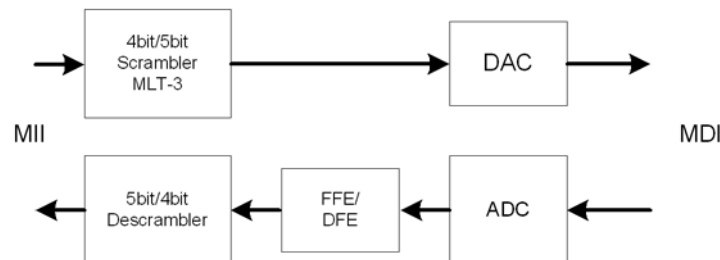 4bit/5bit
Scrambler
MLT-3
DAC
MII
MDI
5bit/4bit
Descrambler
FFE/
DFE
ADC